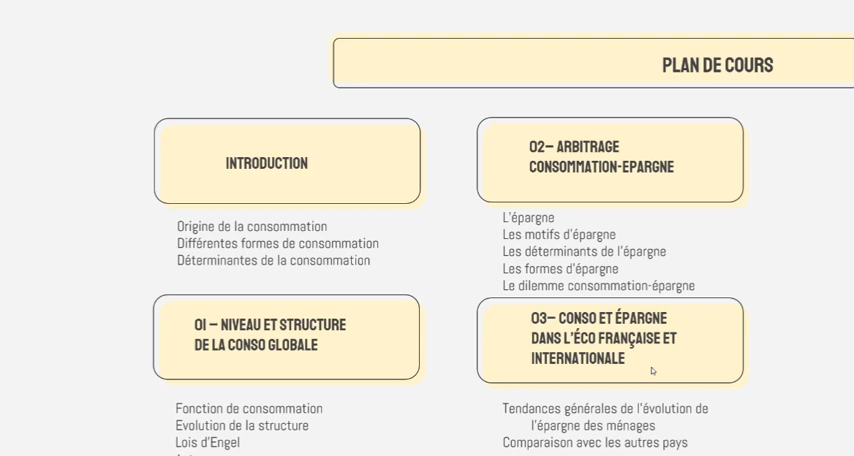 PLAN DE COURS
INTRODUCTION
Origine de la consommation
Différentes formes de consommation
Déterminantes de la consommation
01 – NIVEAU ET STRUCTURE
DE LA CONSO GLOBALE
Fonction de consommation
Evolution de la structure
Lois d'Engel
02– ARBITRAGE
CONSOMMATION-EPARGNE
L'épargne
Les motifs d'épargne
Les déterminants de l'épargne
Les formes d'épargne
Le dilemme consommation-épargne
03– CONSO ET ÉPARGNE
DANS L'ÉCO FRANÇAISE ET
INTERNATIONALE
Tendances générales de l'évolution de
l'épargne des ménages
Comparaison avec les autres pays